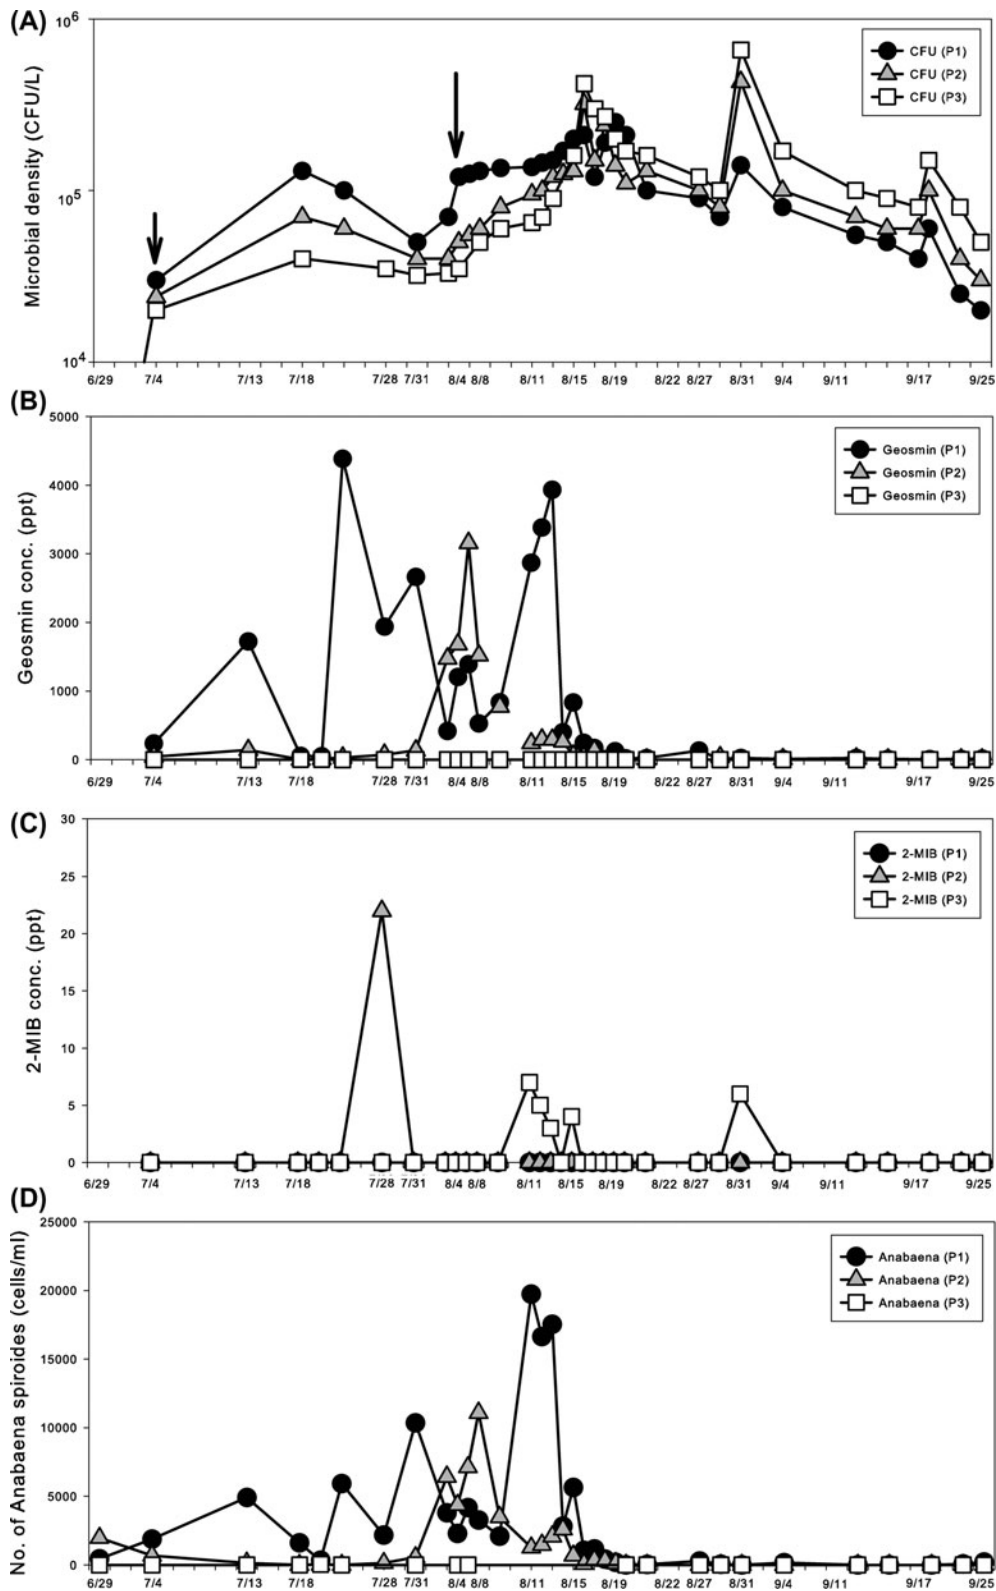 (A)
Microbial density (CFU/L)
10^6
10^5
10^4
CFU (P1)
CFU (P2)
CFU (P3)
6/29 7/4 7/13 7/18 7/28 7/31 8/4 8/8 8/11 8/15 8/19 8/22 8/27 8/31 9/4 9/11 9/17 9/25
(B)
Geosmin conc. (ppt)
5000
4000
3000
2000
1000
0
Geosmin (P1)
Geosmin (P2)
Geosmin (P3)
6/29 7/4 7/13 7/18 7/28 7/31 8/4 8/8 8/11 8/15 8/19 8/22 8/27 8/31 9/4 9/11 9/17 9/25
(C)
2-MIB conc. (ppt)
30
25
20
15
10
5
0
2-MIB (P1)
2-MIB (P2)
2-MIB (P3)
6/29 7/4 7/13 7/18 7/28 7/31 8/4 8/8 8/11 8/15 8/19 8/22 8/27 8/31 9/4 9/11 9/17 9/25
(D)
No. of Anabaena spiroides (cells/ml)
25000
20000
15000
10000
5000
0
Anabaena (P1)
Anabaena (P2)
Anabaena (P3)
6/29 7/4 7/13 7/18 7/28 7/31 8/4 8/8 8/11 8/15 8/19 8/22 8/27 8/31 9/4 9/11 9/17 9/25